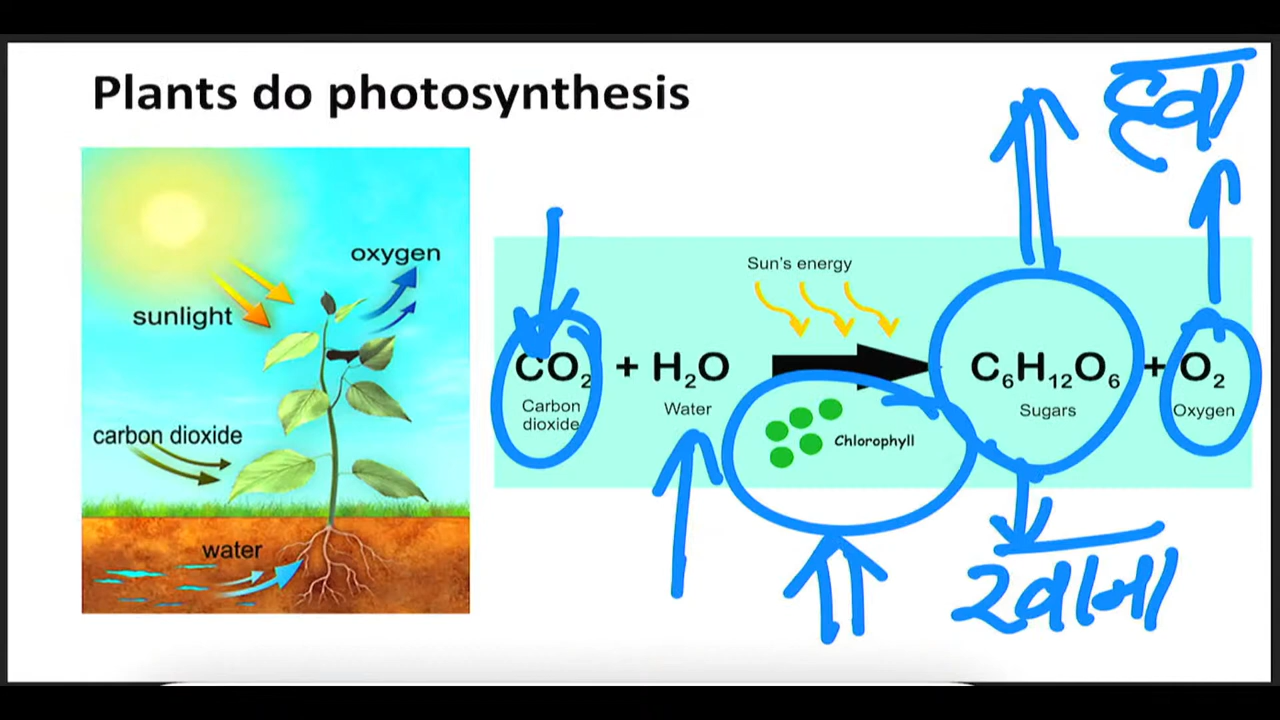 Plants do photosynthesis
हवा
oxygen
sunlight
carbon dioxide
water
Sun's energy
CO₂ + H₂O C₆H₁₂O₆ + O₂
Carbon dioxide Water Sugars Oxygen
Chlorophyll
खाना